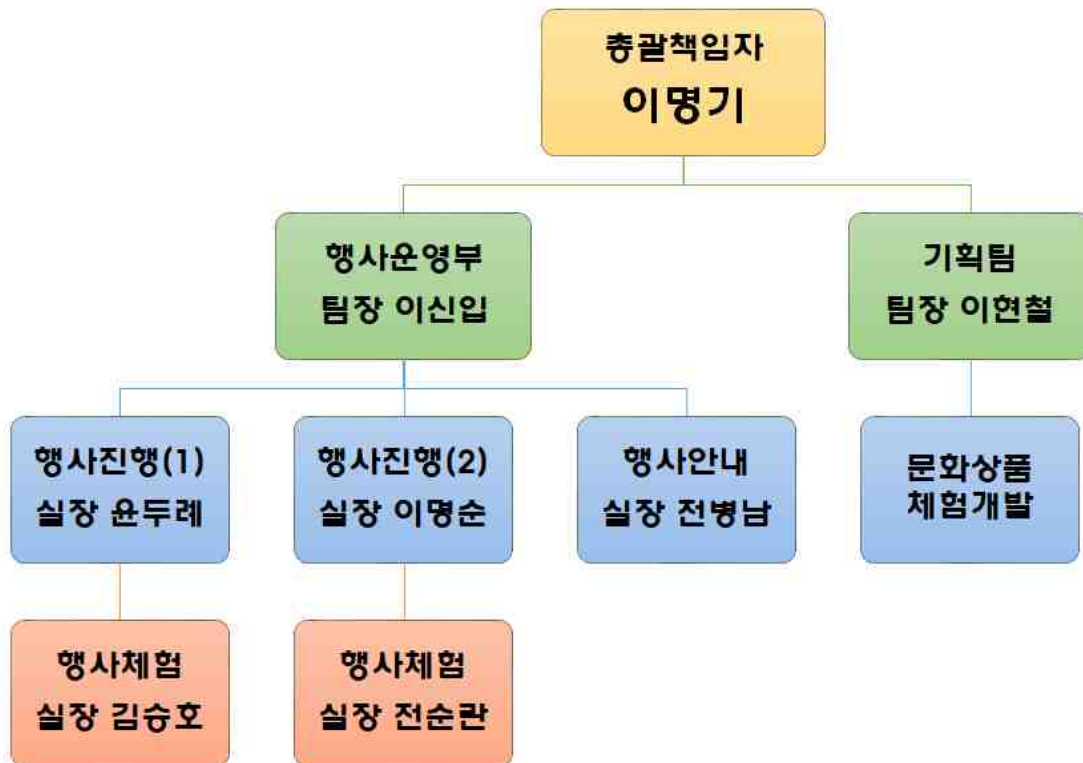 총괄책임자
이명기
행사운영부
팀장 이신입
기획팀
팀장 이현철
행사진행(1)
실장 윤두례
행사진행(2)
실장 이명순
행사안내
실장 전병남
문화상품
체험개발
행사체험
실장 김승호
행사체험
실장 전순관